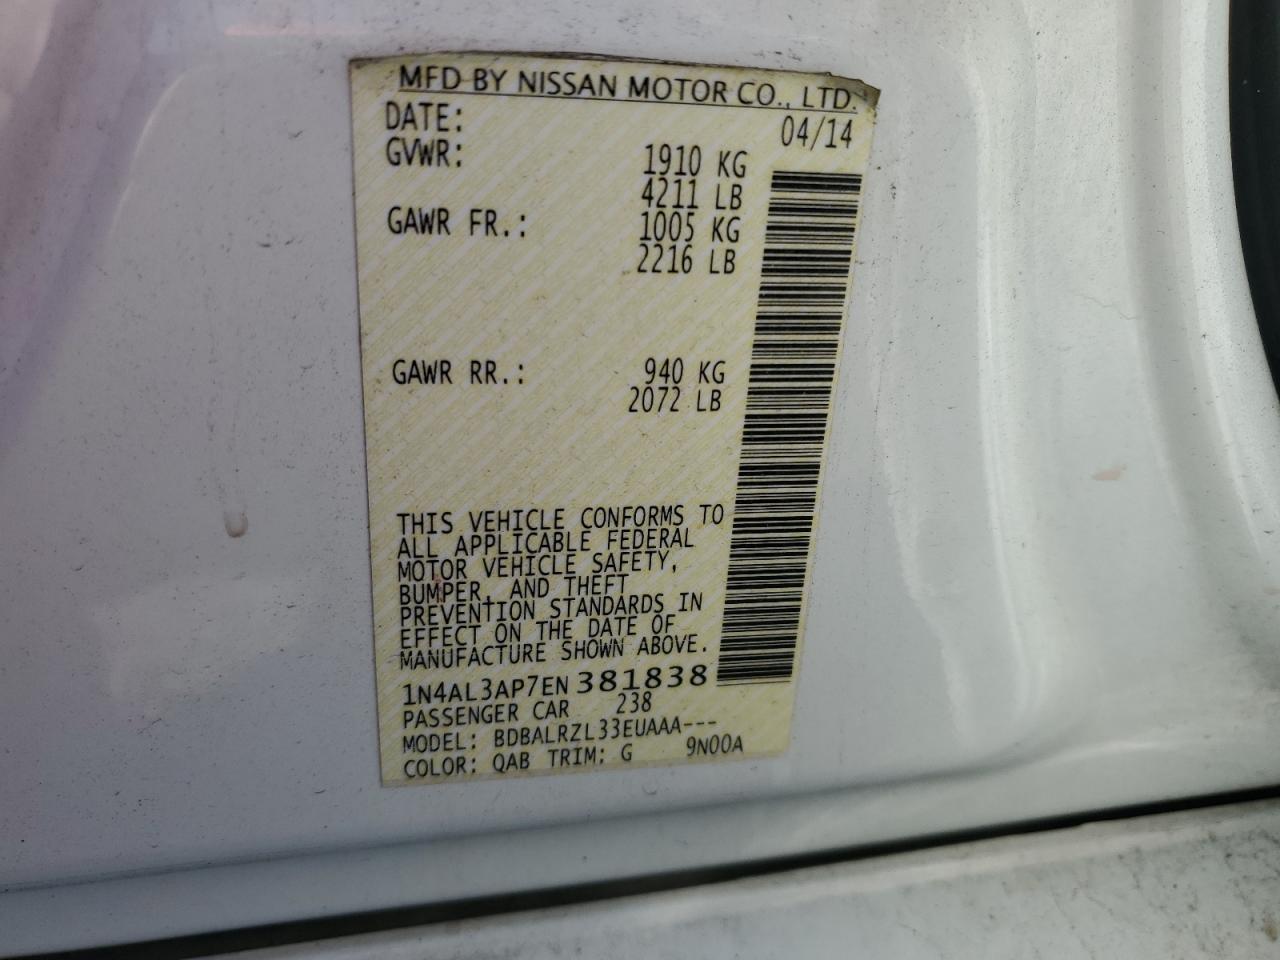 MFD BY NISSAN MOTOR CO., LTD.
DATE: 04/14
GVWR: 1910 KG
4211 LB
GAWR FR.: 1005 KG
2216 LB
GAWR RR.: 940 KG
2072 LB
THIS VEHICLE CONFORMS TO
ALL APPLICABLE FEDERAL
MOTOR VEHICLE SAFETY,
BUMPER, AND THEFT
PREVENTION STANDARDS IN
EFFECT ON THE DATE OF
MANUFACTURE SHOWN ABOVE.
1N4AL3AP7EN381838
PASSENGER CAR 238
MODEL: BDBALRZL33EUAAA---
COLOR: QAB TRIM: G 9N00A